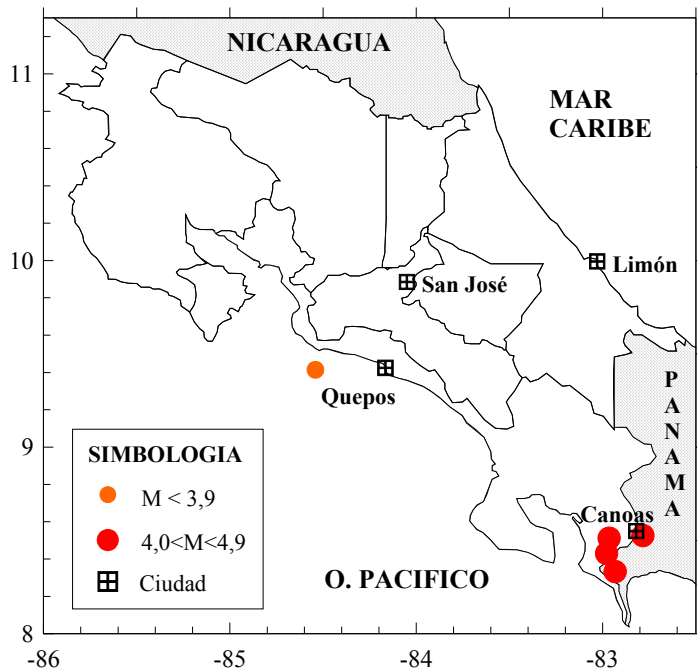 NICARAGUA
MAR
CARIBE
San José
Limón
Quepos
PANAMA
Canoas
O. PACIFICO
SIMBOLOGIA
M < 3,9
4,0<M<4,9
Ciudad
11
10
9
8
-86
-85
-84
-83